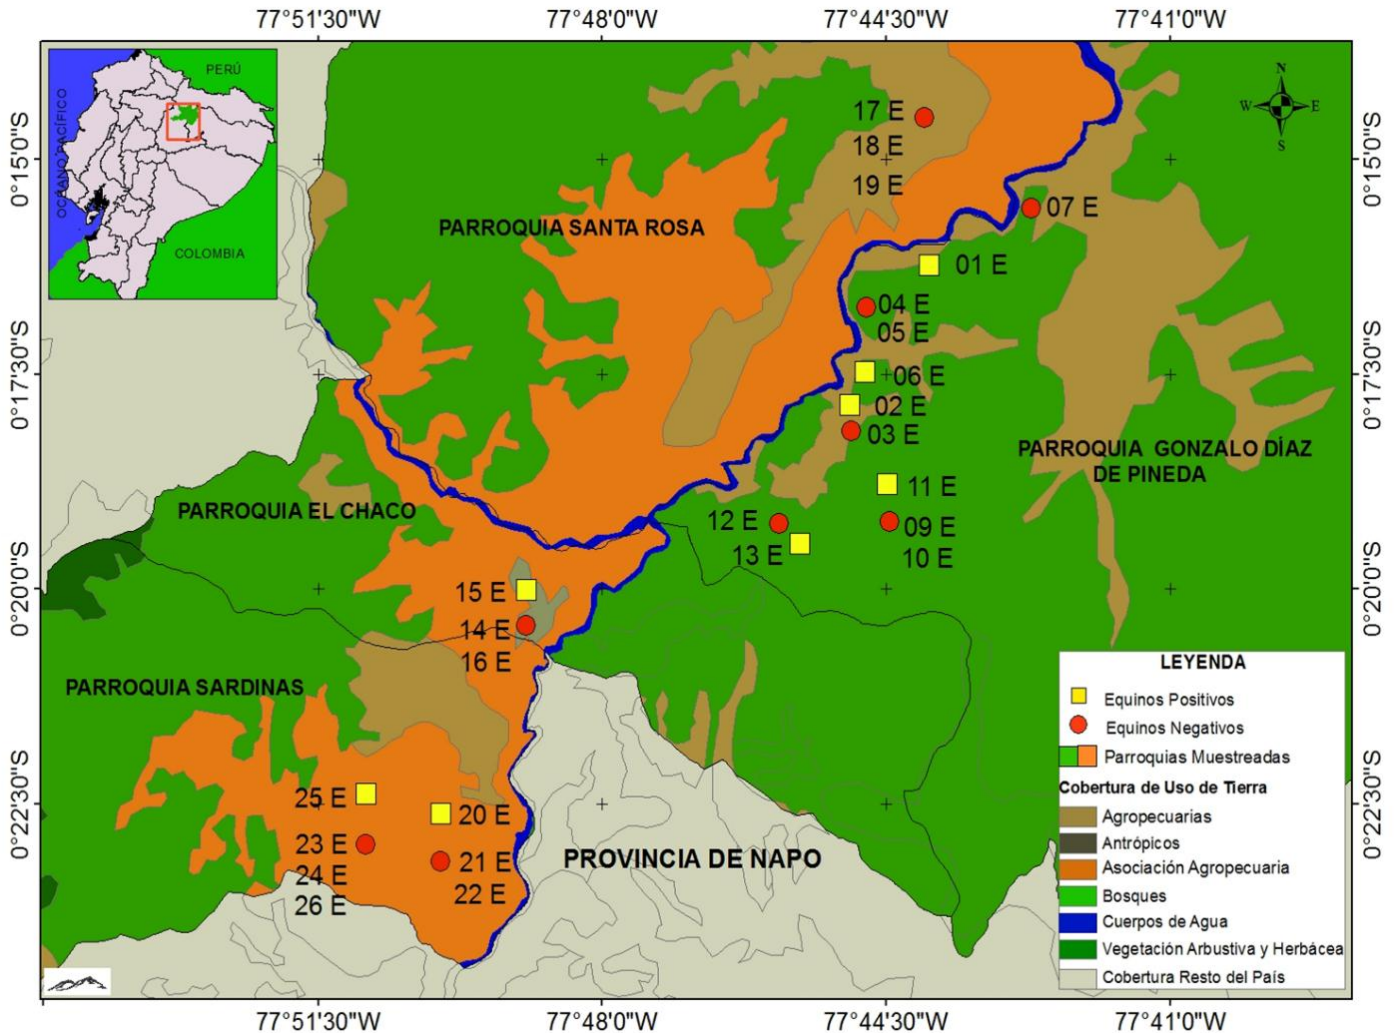 77°51'30"W 77°48'0"W 77°44'30"W 77°41'0"W
PERÚ
OCÉANO PACÍFICO
COLOMBIA
N
W E
S
0°15'0"S 0°15'0"S
0°17'30"S 0°17'30"S
0°20'0"S 0°20'0"S
0°22'30"S 0°22'30"S
17 E
18 E
19 E
07 E
PARROQUIA SANTA ROSA
01 E
04 E
05 E
06 E
02 E
03 E
PARROQUIA GONZALO DÍAZ
DE PINEDA
11 E
PARROQUIA EL CHACO
12 E
09 E
13 E
10 E
15 E
14 E
16 E
PARROQUIA SARDINAS
25 E
20 E
23 E
21 E
24 E
22 E
26 E
PROVINCIA DE NAPO
LEYENDA
Equinos Positivos
Equinos Negativos
Parroquias Muestreadas
Cobertura de Uso de Tierra
Agropecuarias
Antrópicos
Asociación Agropecuaria
Bosques
Cuerpos de Agua
Vegetación Arbustiva y Herbácea
Cobertura Resto del País
77°51'30"W 77°48'0"W 77°44'30"W 77°41'0"W